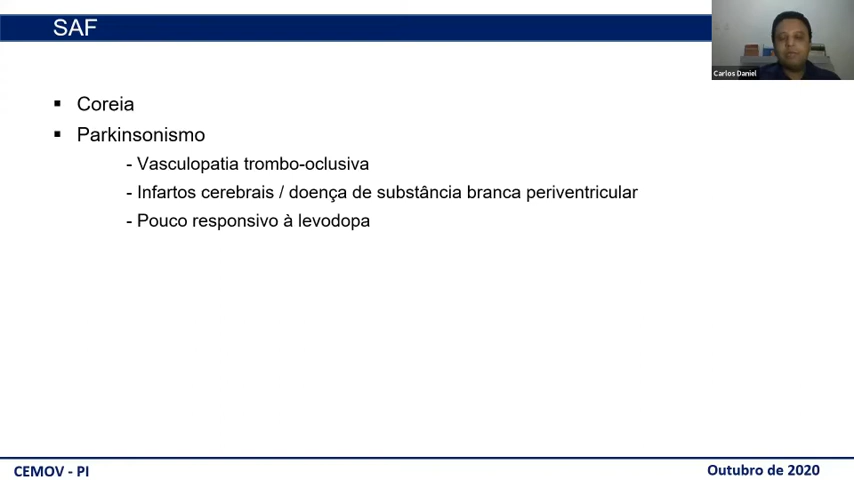 SAF
Carlos Daniel
▪ Coreia
▪ Parkinsonismo
- Vasculopatia trombo-oclusiva
- Infartos cerebrais / doença de substância branca periventricular
- Pouco responsivo à levodopa
CEMOV - PI
Outubro de 2020